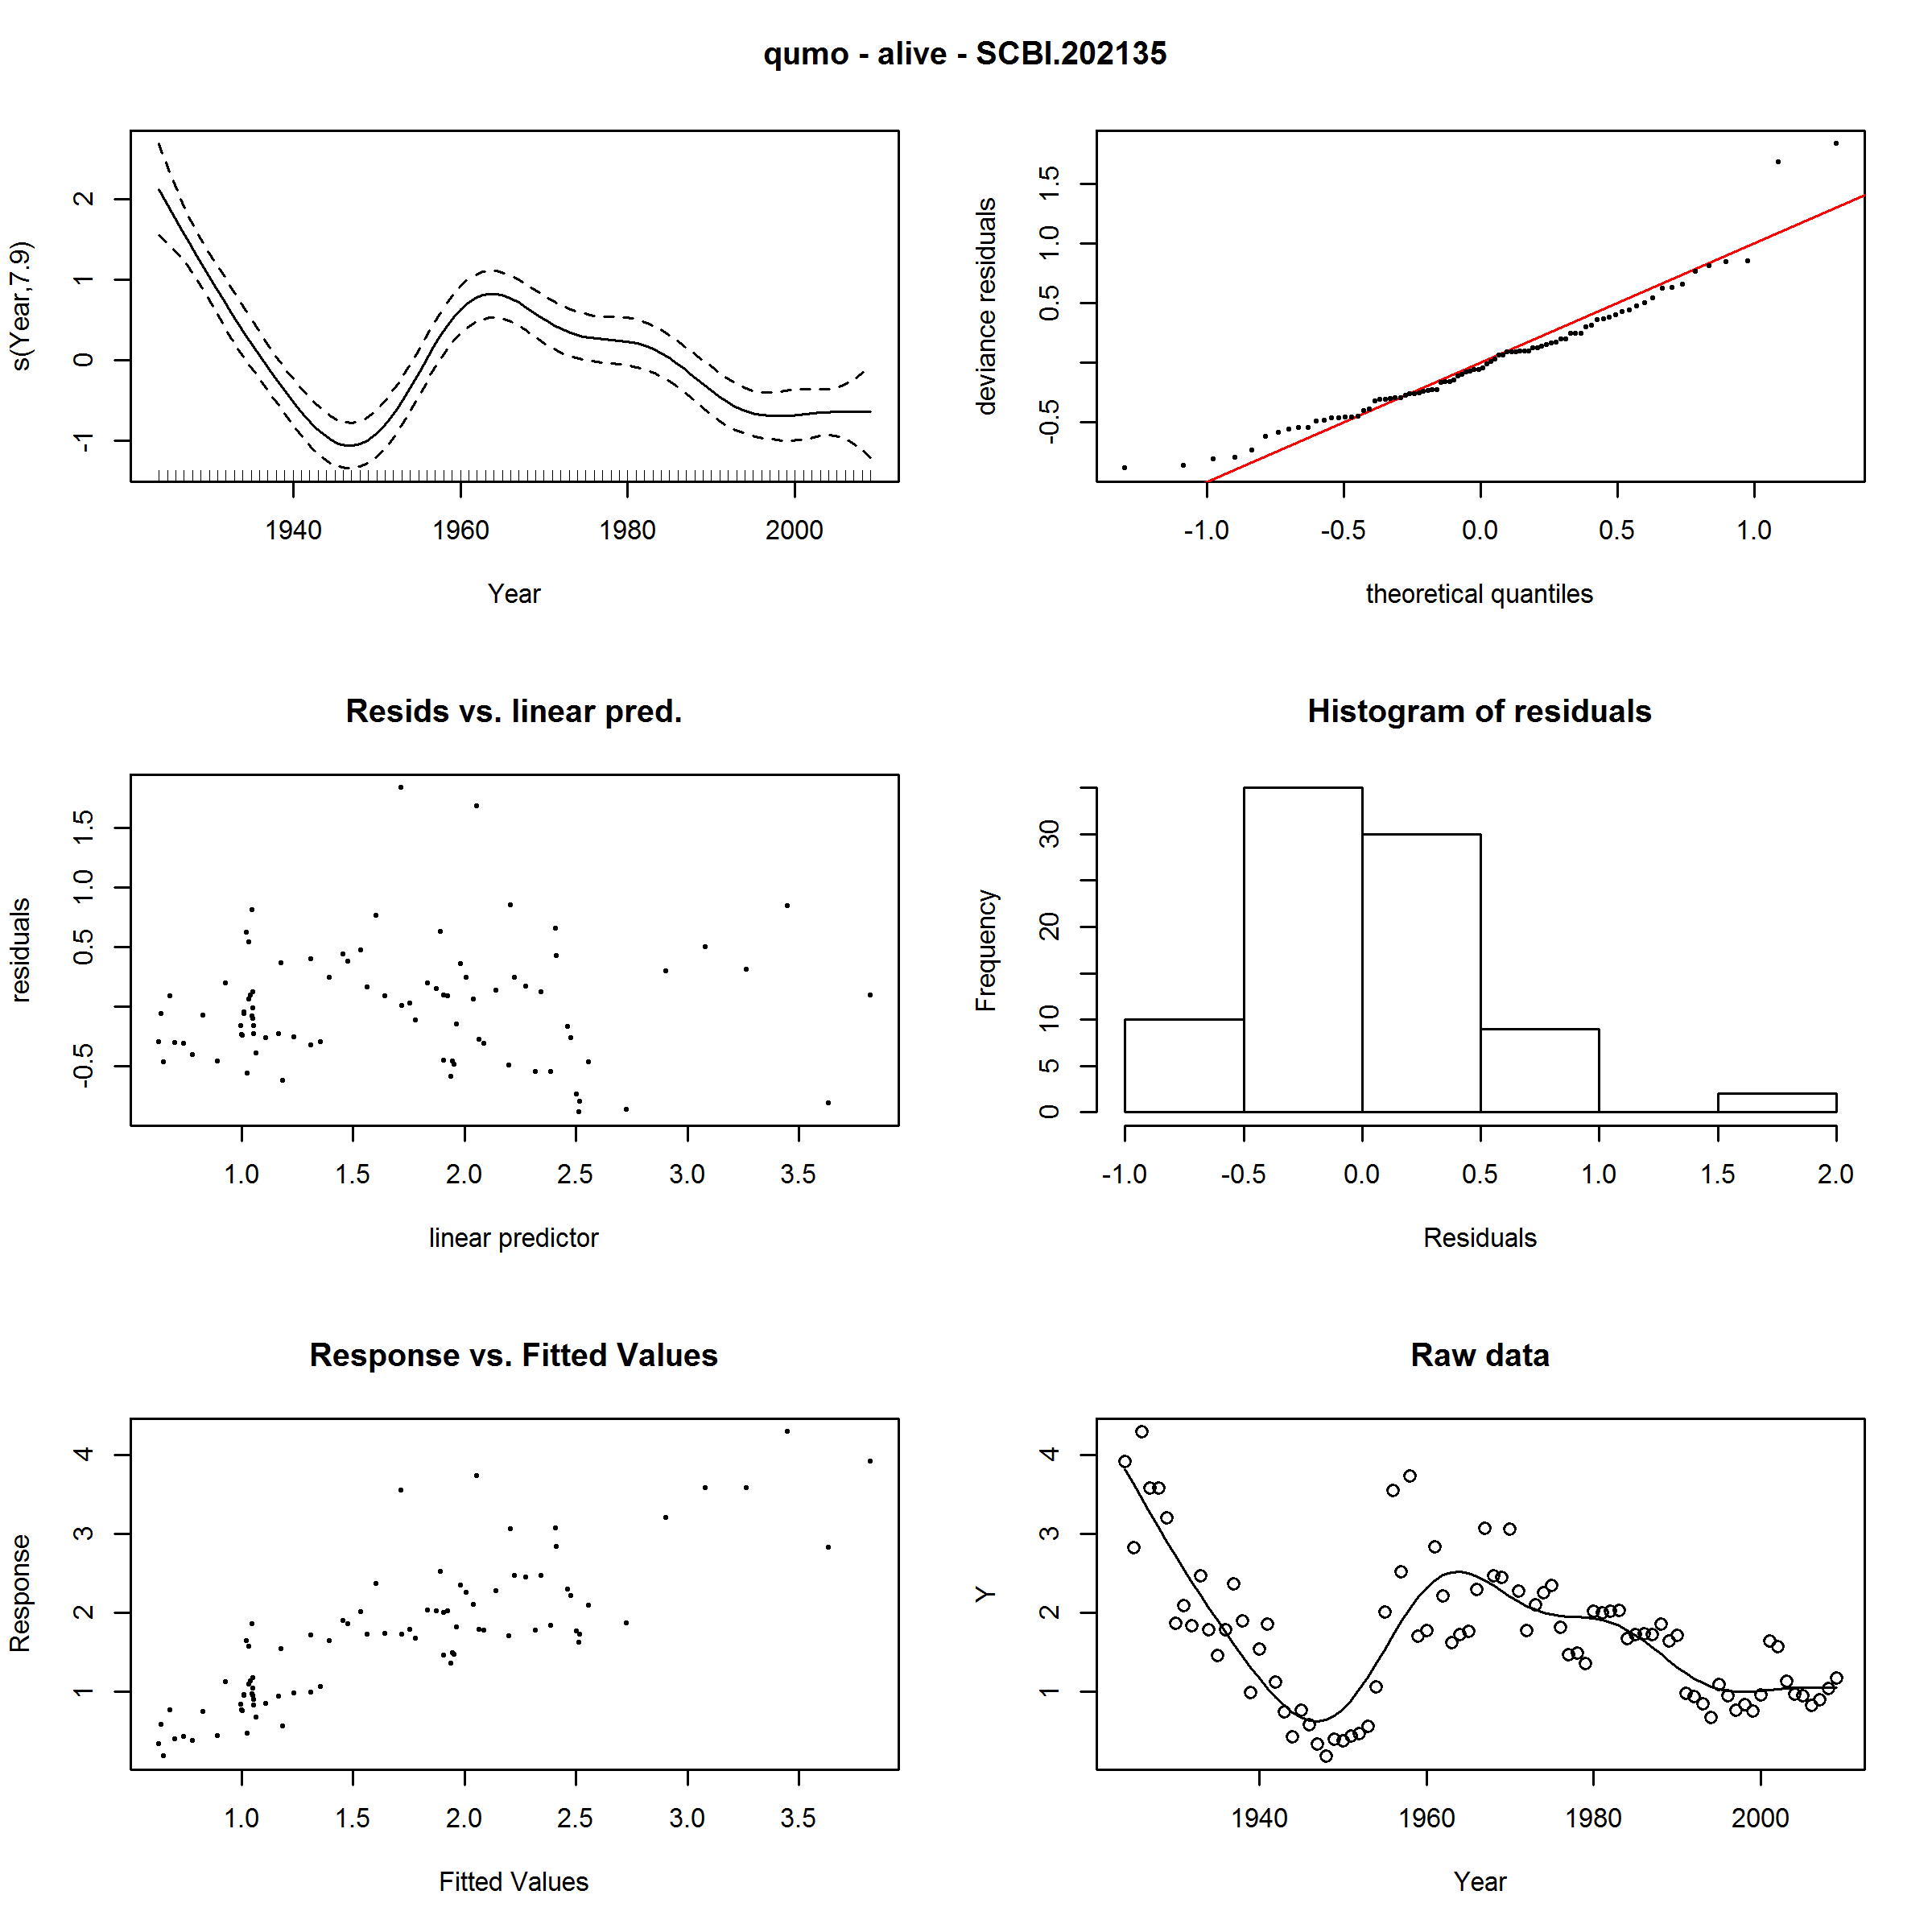 qumo - alive - SCBI.202135
s(Year,7.9)
2
1
0
-1
1940 1960 1980 2000
Year
deviance residuals
1.5
1.0
0.5
-0.5
-1.0 -0.5 0.0 0.5 1.0
theoretical quantiles
Resids vs. linear pred.
residuals
1.5
1.0
0.5
-0.5
1.0 1.5 2.0 2.5 3.0 3.5
linear predictor
Histogram of residuals
Frequency
30
20
10
5
0
-1.0 -0.5 0.0 0.5 1.0 1.5 2.0
Residuals
Response vs. Fitted Values
Response
4
3
2
1
1.0 1.5 2.0 2.5 3.0 3.5
Fitted Values
Raw data
Y
4
3
2
1
1940 1960 1980 2000
Year